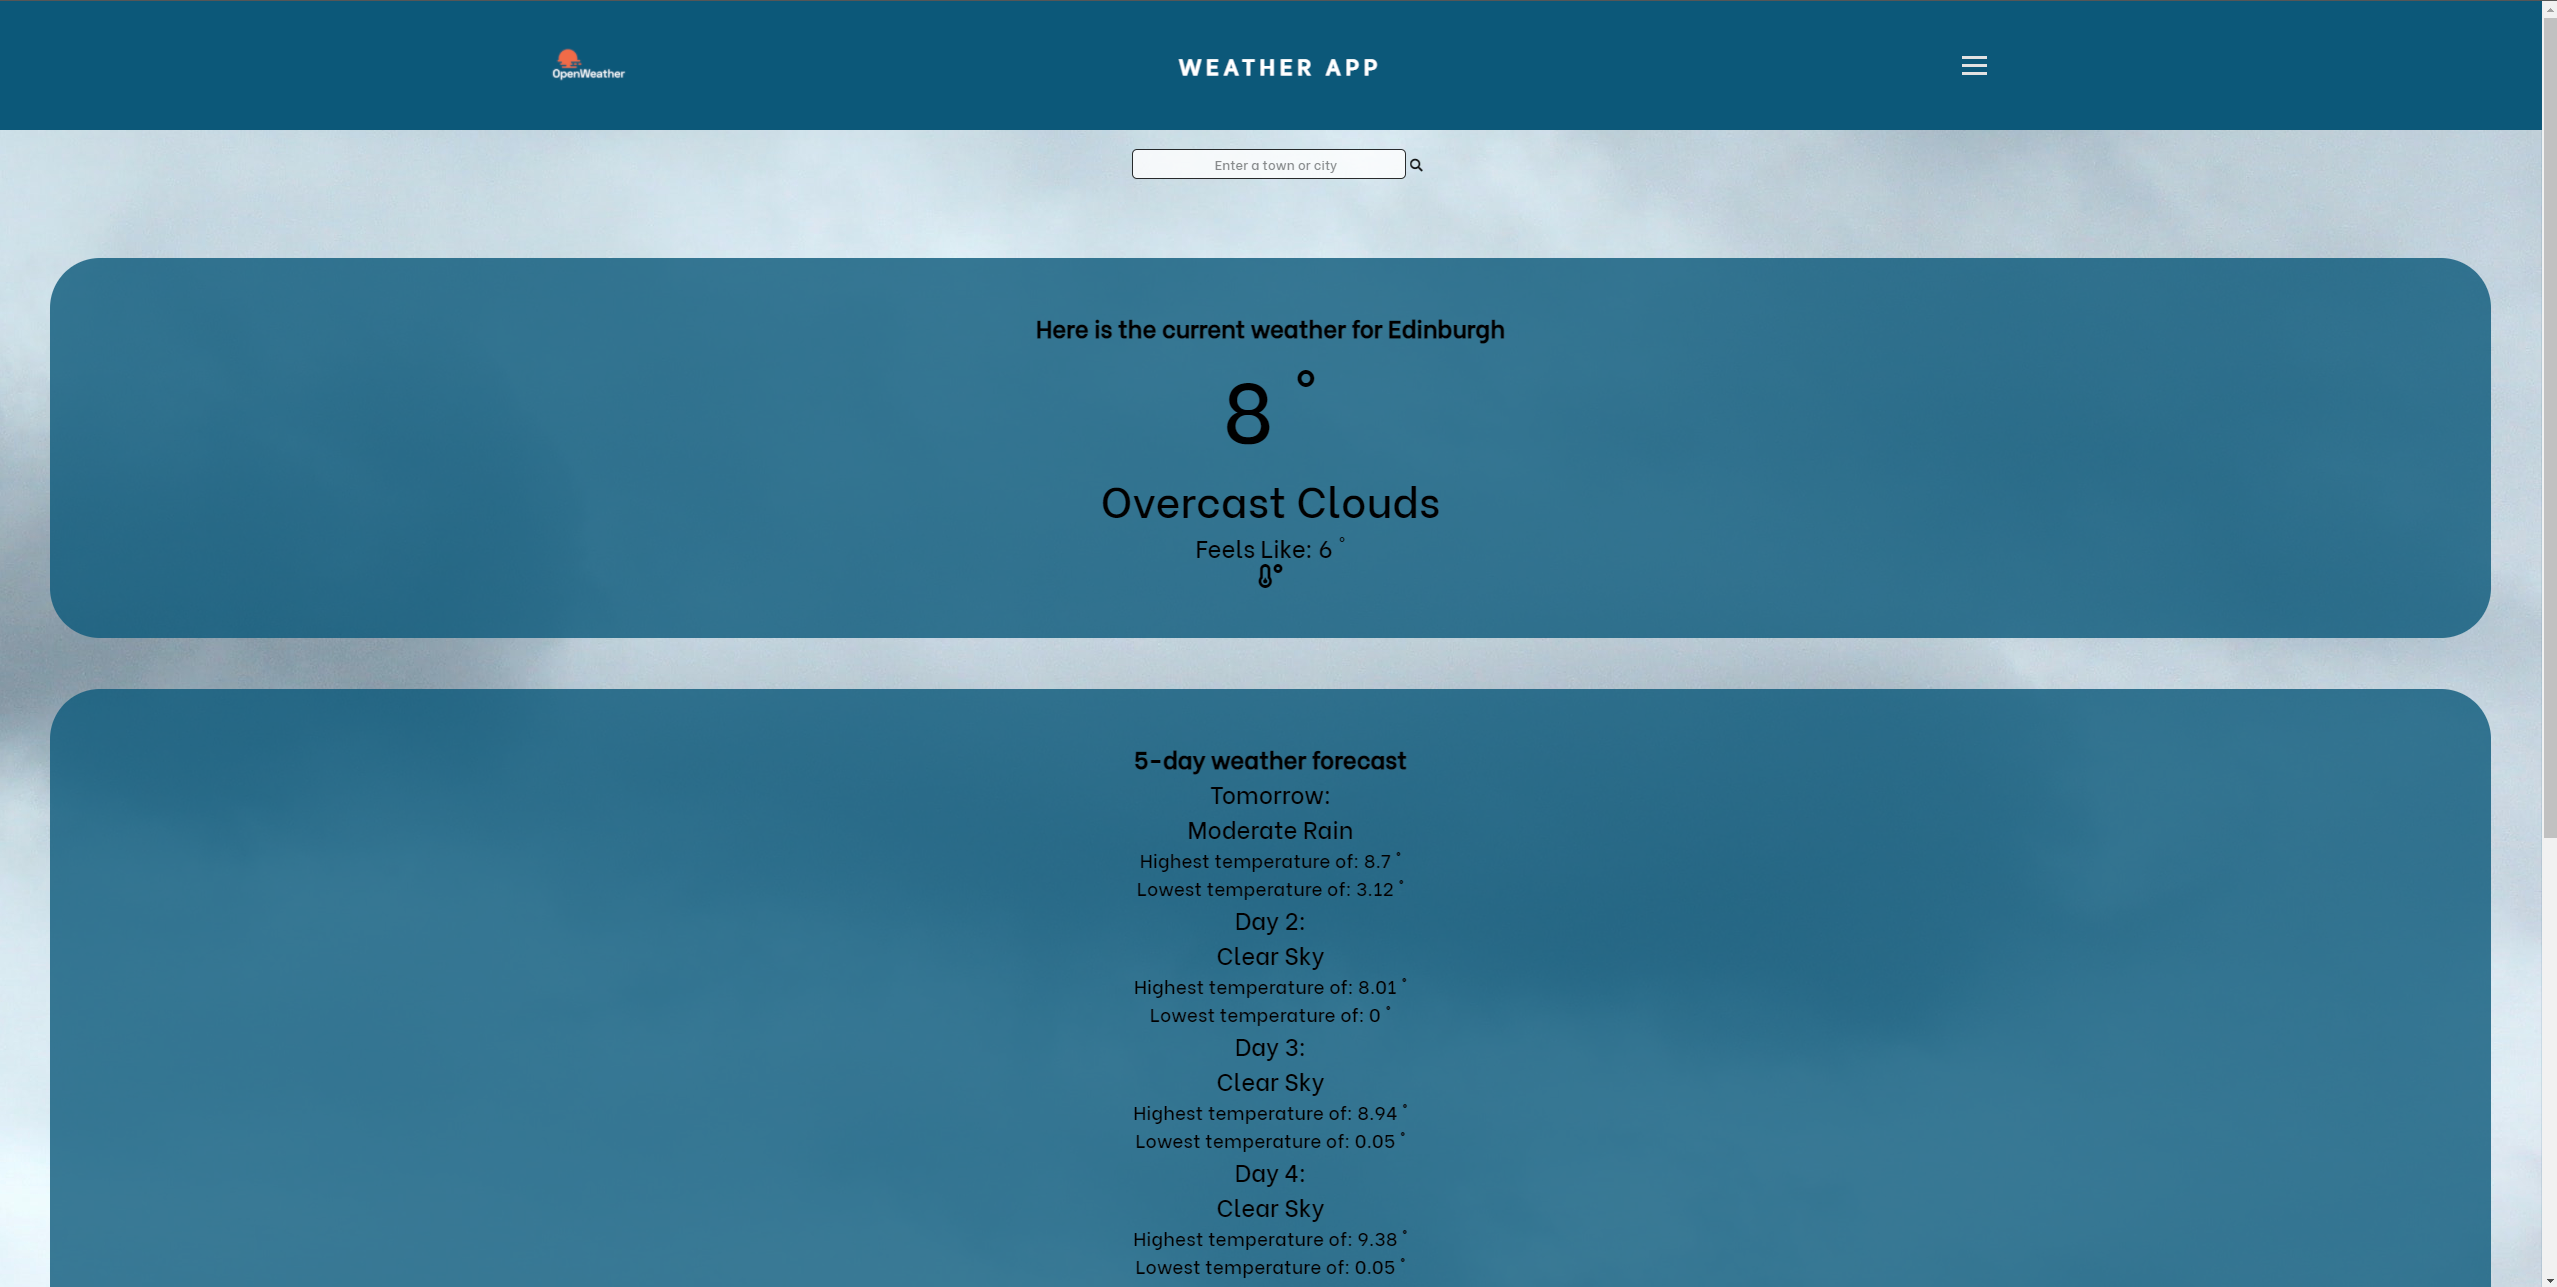 OpenWeather
WEATHER APP
Enter a town or city
Here is the current weather for Edinburgh
8 °
Overcast Clouds
Feels Like: 6 °
5-day weather forecast
Tomorrow:
Moderate Rain
Highest temperature of: 8.7 °
Lowest temperature of: 3.12 °
Day 2:
Clear Sky
Highest temperature of: 8.01 °
Lowest temperature of: 0 °
Day 3:
Clear Sky
Highest temperature of: 8.94 °
Lowest temperature of: 0.05 °
Day 4:
Clear Sky
Highest temperature of: 9.38 °
Lowest temperature of: 0.05 °